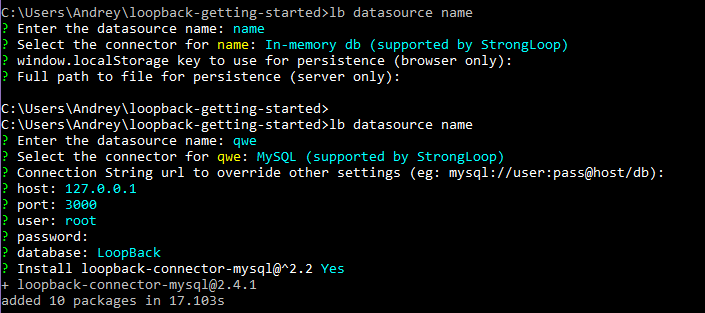 C:\Users\Andrey\loopback-getting-started>lb datasource name
? Enter the datasource name: name
? Select the connector for name: In-memory db (supported by StrongLoop)
? window.localStorage key to use for persistence (browser only):
? Full path to file for persistence (server only):
C:\Users\Andrey\loopback-getting-started>
C:\Users\Andrey\loopback-getting-started>lb datasource name
? Enter the datasource name: qwe
? Select the connector for qwe: MySQL (supported by StrongLoop)
? Connection String url to override other settings (eg: mysql://user:pass@host/db):
? host: 127.0.0.1
? port: 3000
? user: root
? password:
? database: LoopBack
? Install loopback-connector-mysql@^2.2 Yes
+ loopback-connector-mysql@2.4.1
added 10 packages in 17.103s